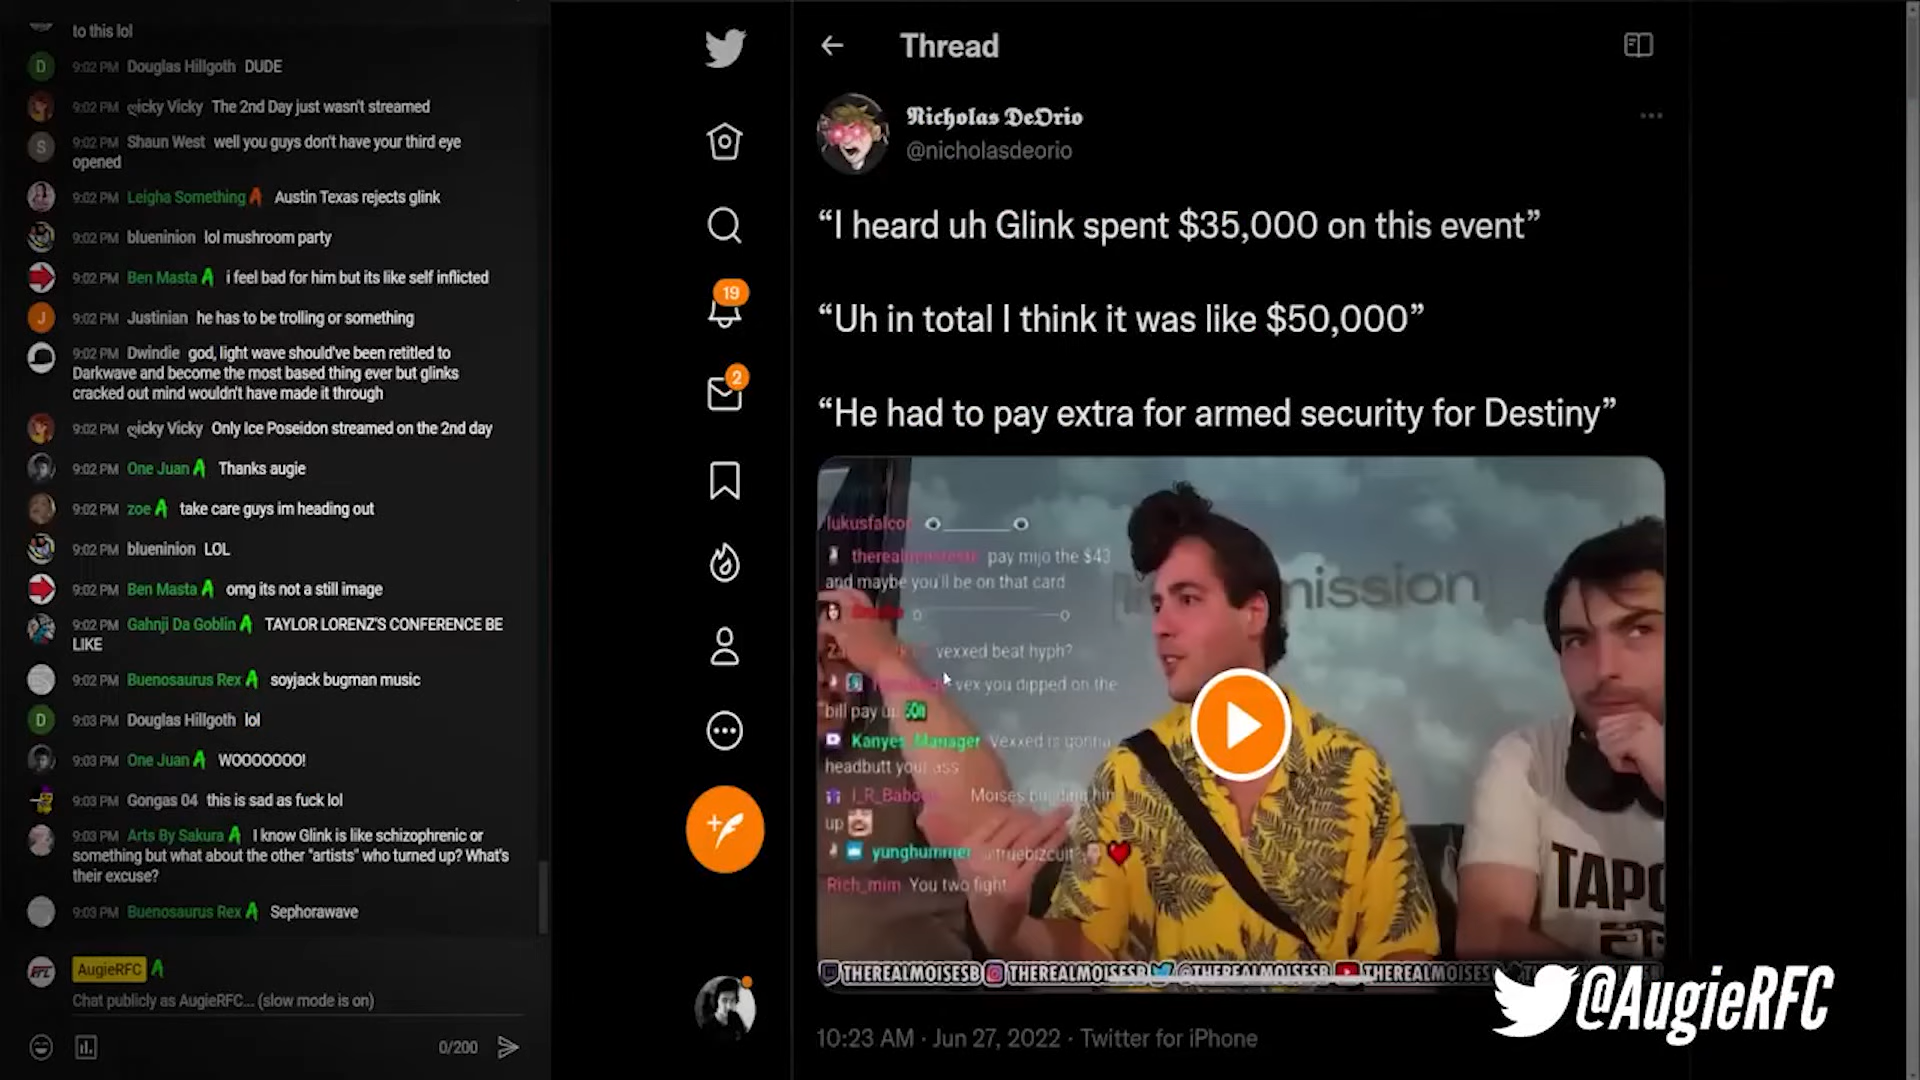 to this lol
D 9:02 PM Douglas Hillgoth DUDE
9:02 PM ღicky Vicky The 2nd Day just wasn't streamed
S 9:02 PM Shaun West well you guys don't have your third eye
opened
9:02 PM Leigha Something Austin Texas rejects glink
9:02 PM blueninion lol mushroom party
9:02 PM Ben Masta i feel bad for him but its like self inflicted
J 9:02 PM Justinian he has to be trolling or something
9:02 PM Dwindie god, light wave should've been retitled to
Darkwave and become the most based thing ever but glinks
cracked out mind wouldn't have made it through
9:02 PM ღicky Vicky Only Ice Poseidon streamed on the 2nd day
9:02 PM One Juan Thanks augie
9:02 PM zoe take care guys im heading out
9:02 PM blueninion LOL
9:02 PM Ben Masta omg its not a still image
9:02 PM Gahnji Da Goblin TAYLOR LORENZ'S CONFERENCE BE
LIKE
9:02 PM Buenosaurus Rex soyjack bugman music
D 9:03 PM Douglas Hillgoth lol
9:03 PM One Juan WOOOOOOO!
9:03 PM Gongas 04 this is sad as fuck lol
9:03 PM Arts By Sakura I know Glink is like schizophrenic or
something but what about the other "artists" who turned up? What's
their excuse?
9:03 PM Buenosaurus Rex Sephorawave
RFC AugieRFC
Chat publicly as AugieRFC... (slow mode is on)
0/200
19
2
Thread
Nicholas DeOrio
@nicholasdeorio
“I heard uh Glink spent $35,000 on this event”
“Uh in total I think it was like $50,000”
“He had to pay extra for armed security for Destiny”
lukusfalcon
pay mijo the $43
and maybe you'll be on that card
vexxed beat hyph?
vex you dipped on the
bill pay up
Kanyes_Manager Vexxed is gonna
headbutt your ass
Moises building him
up
yunghummer
Rich_mim You two fight
mission
TAPO
THEREALMOISESB THEREALMOISESB @THEREALMOISESB THEREALMOISES
10:23 AM · Jun 27, 2022 · Twitter for iPhone
@AugieRFC